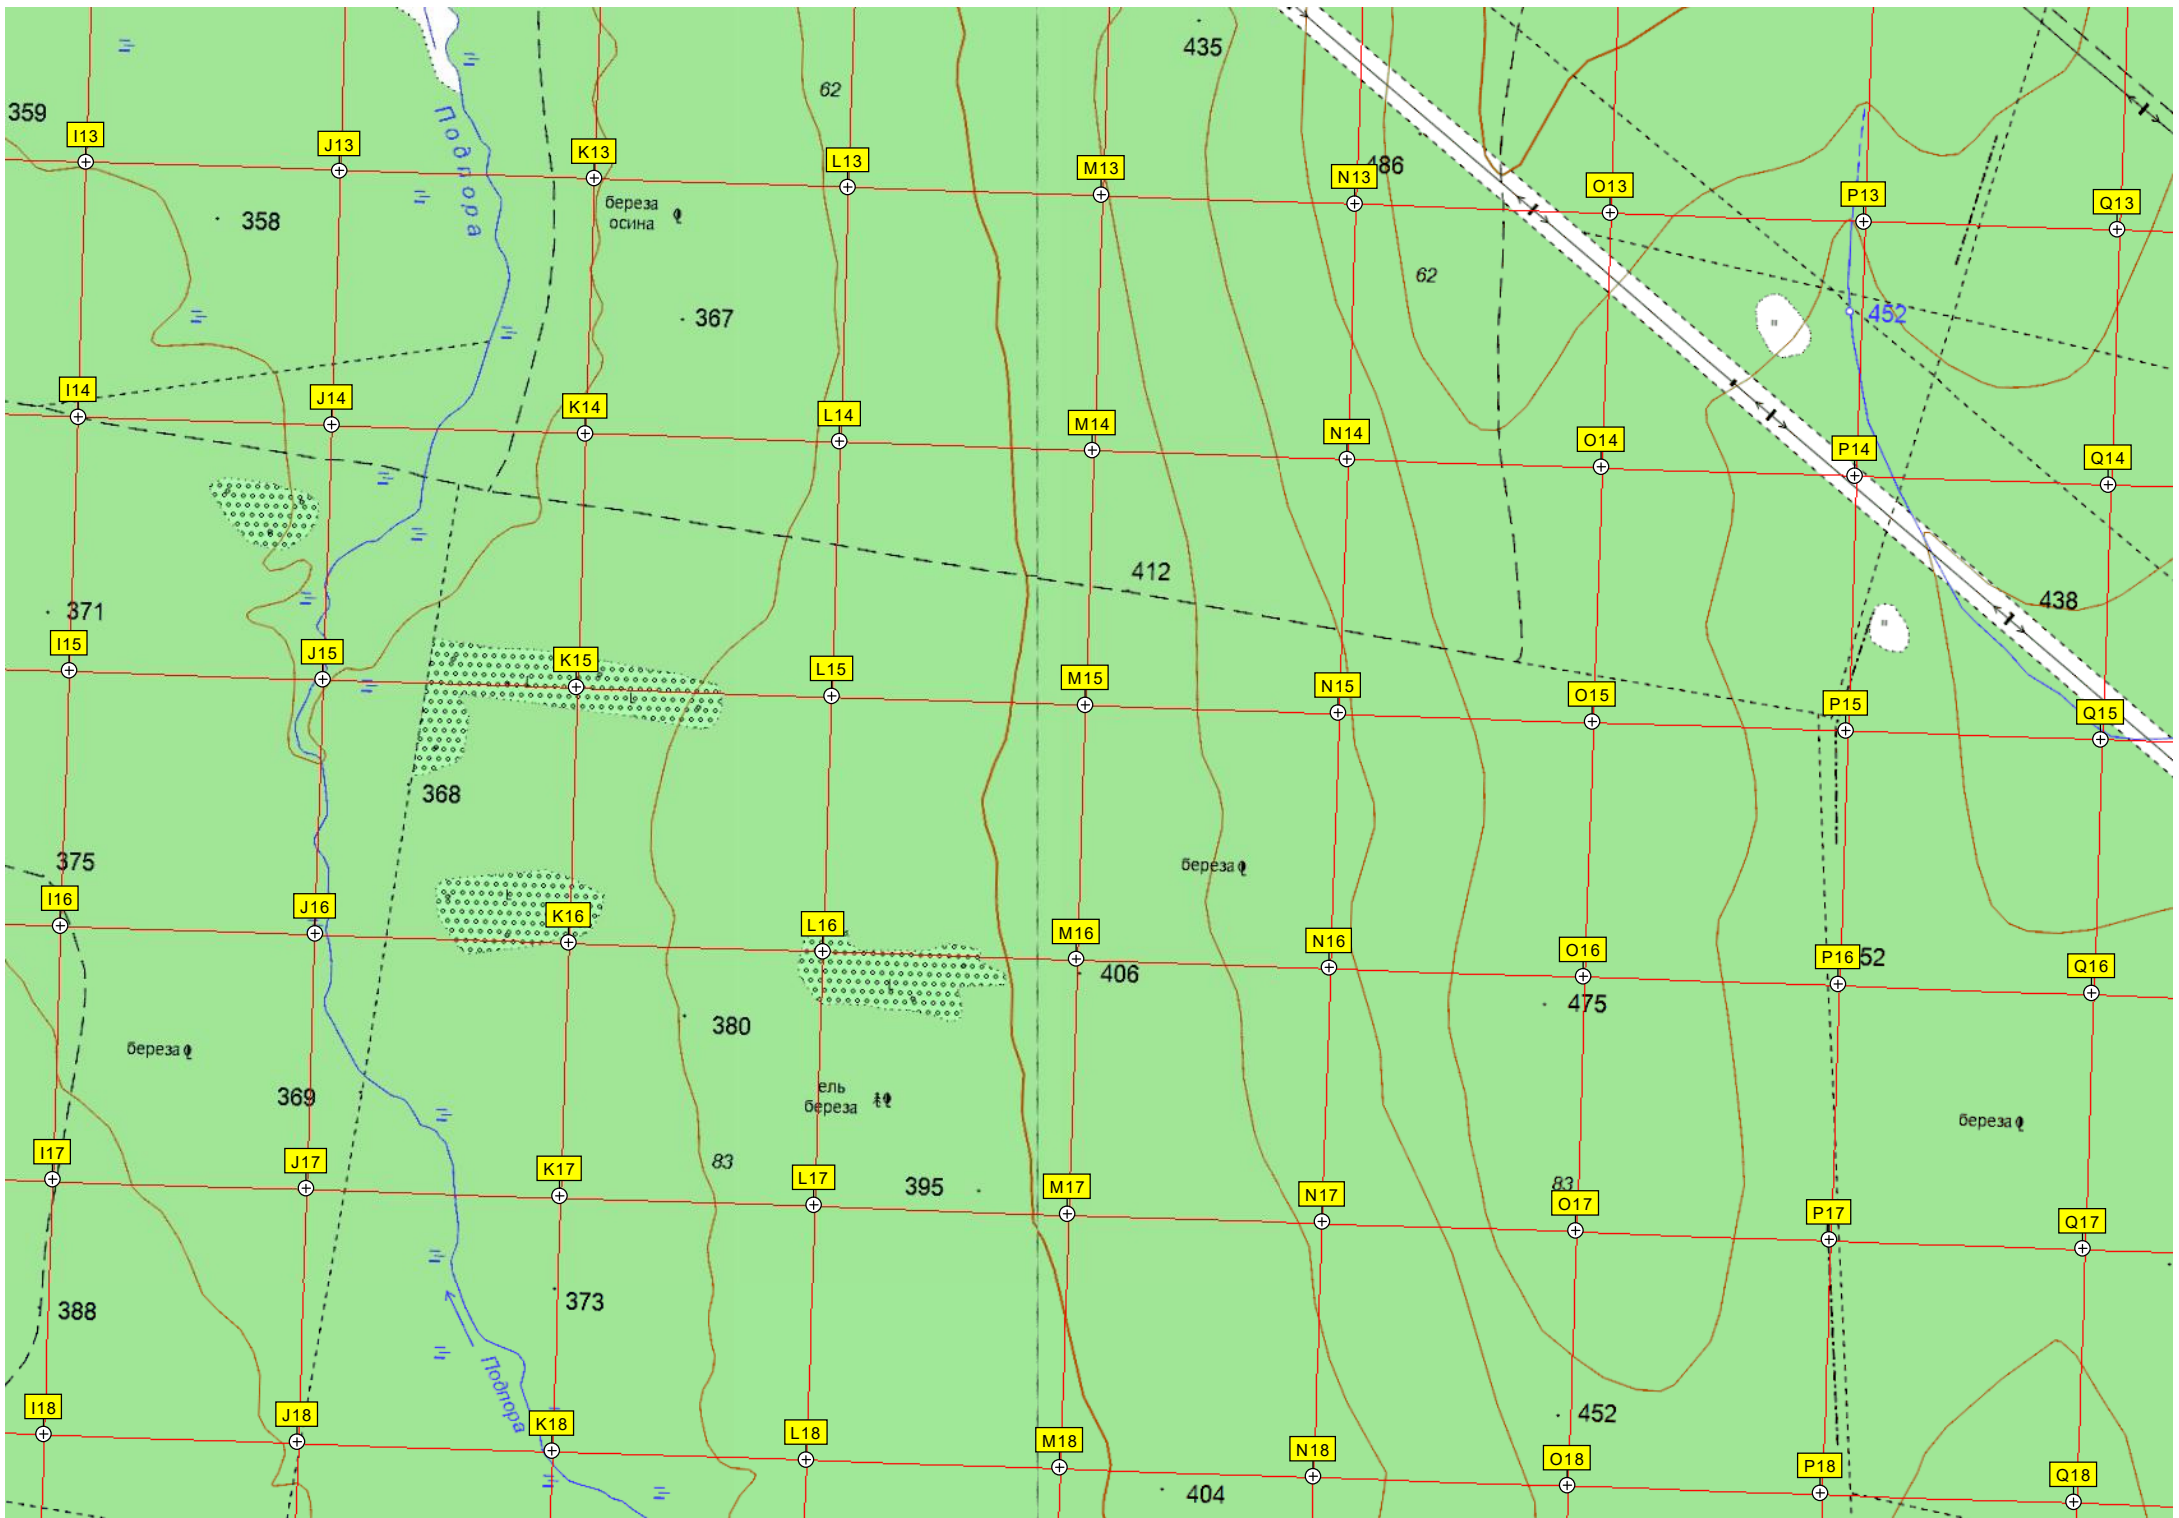 435
62
359
I13
J13
Подпора
K13
L13
M13
486
N13
O13
P13
Q13
береза
осина
358
62
367
452
I14
J14
K14
L14
M14
N14
O14
P14
Q14
412
438
371
I15
J15
K15
L15
M15
N15
O15
P15
Q15
368
375
береза
I16
J16
K16
L16
M16
N16
O16
P16
52
Q16
406
475
380
береза
369
ель
береза
береза
83
395
83
I17
J17
K17
L17
M17
N17
O17
P17
Q17
388
373
Подпора
452
I18
J18
K18
L18
M18
N18
O18
P18
Q18
404